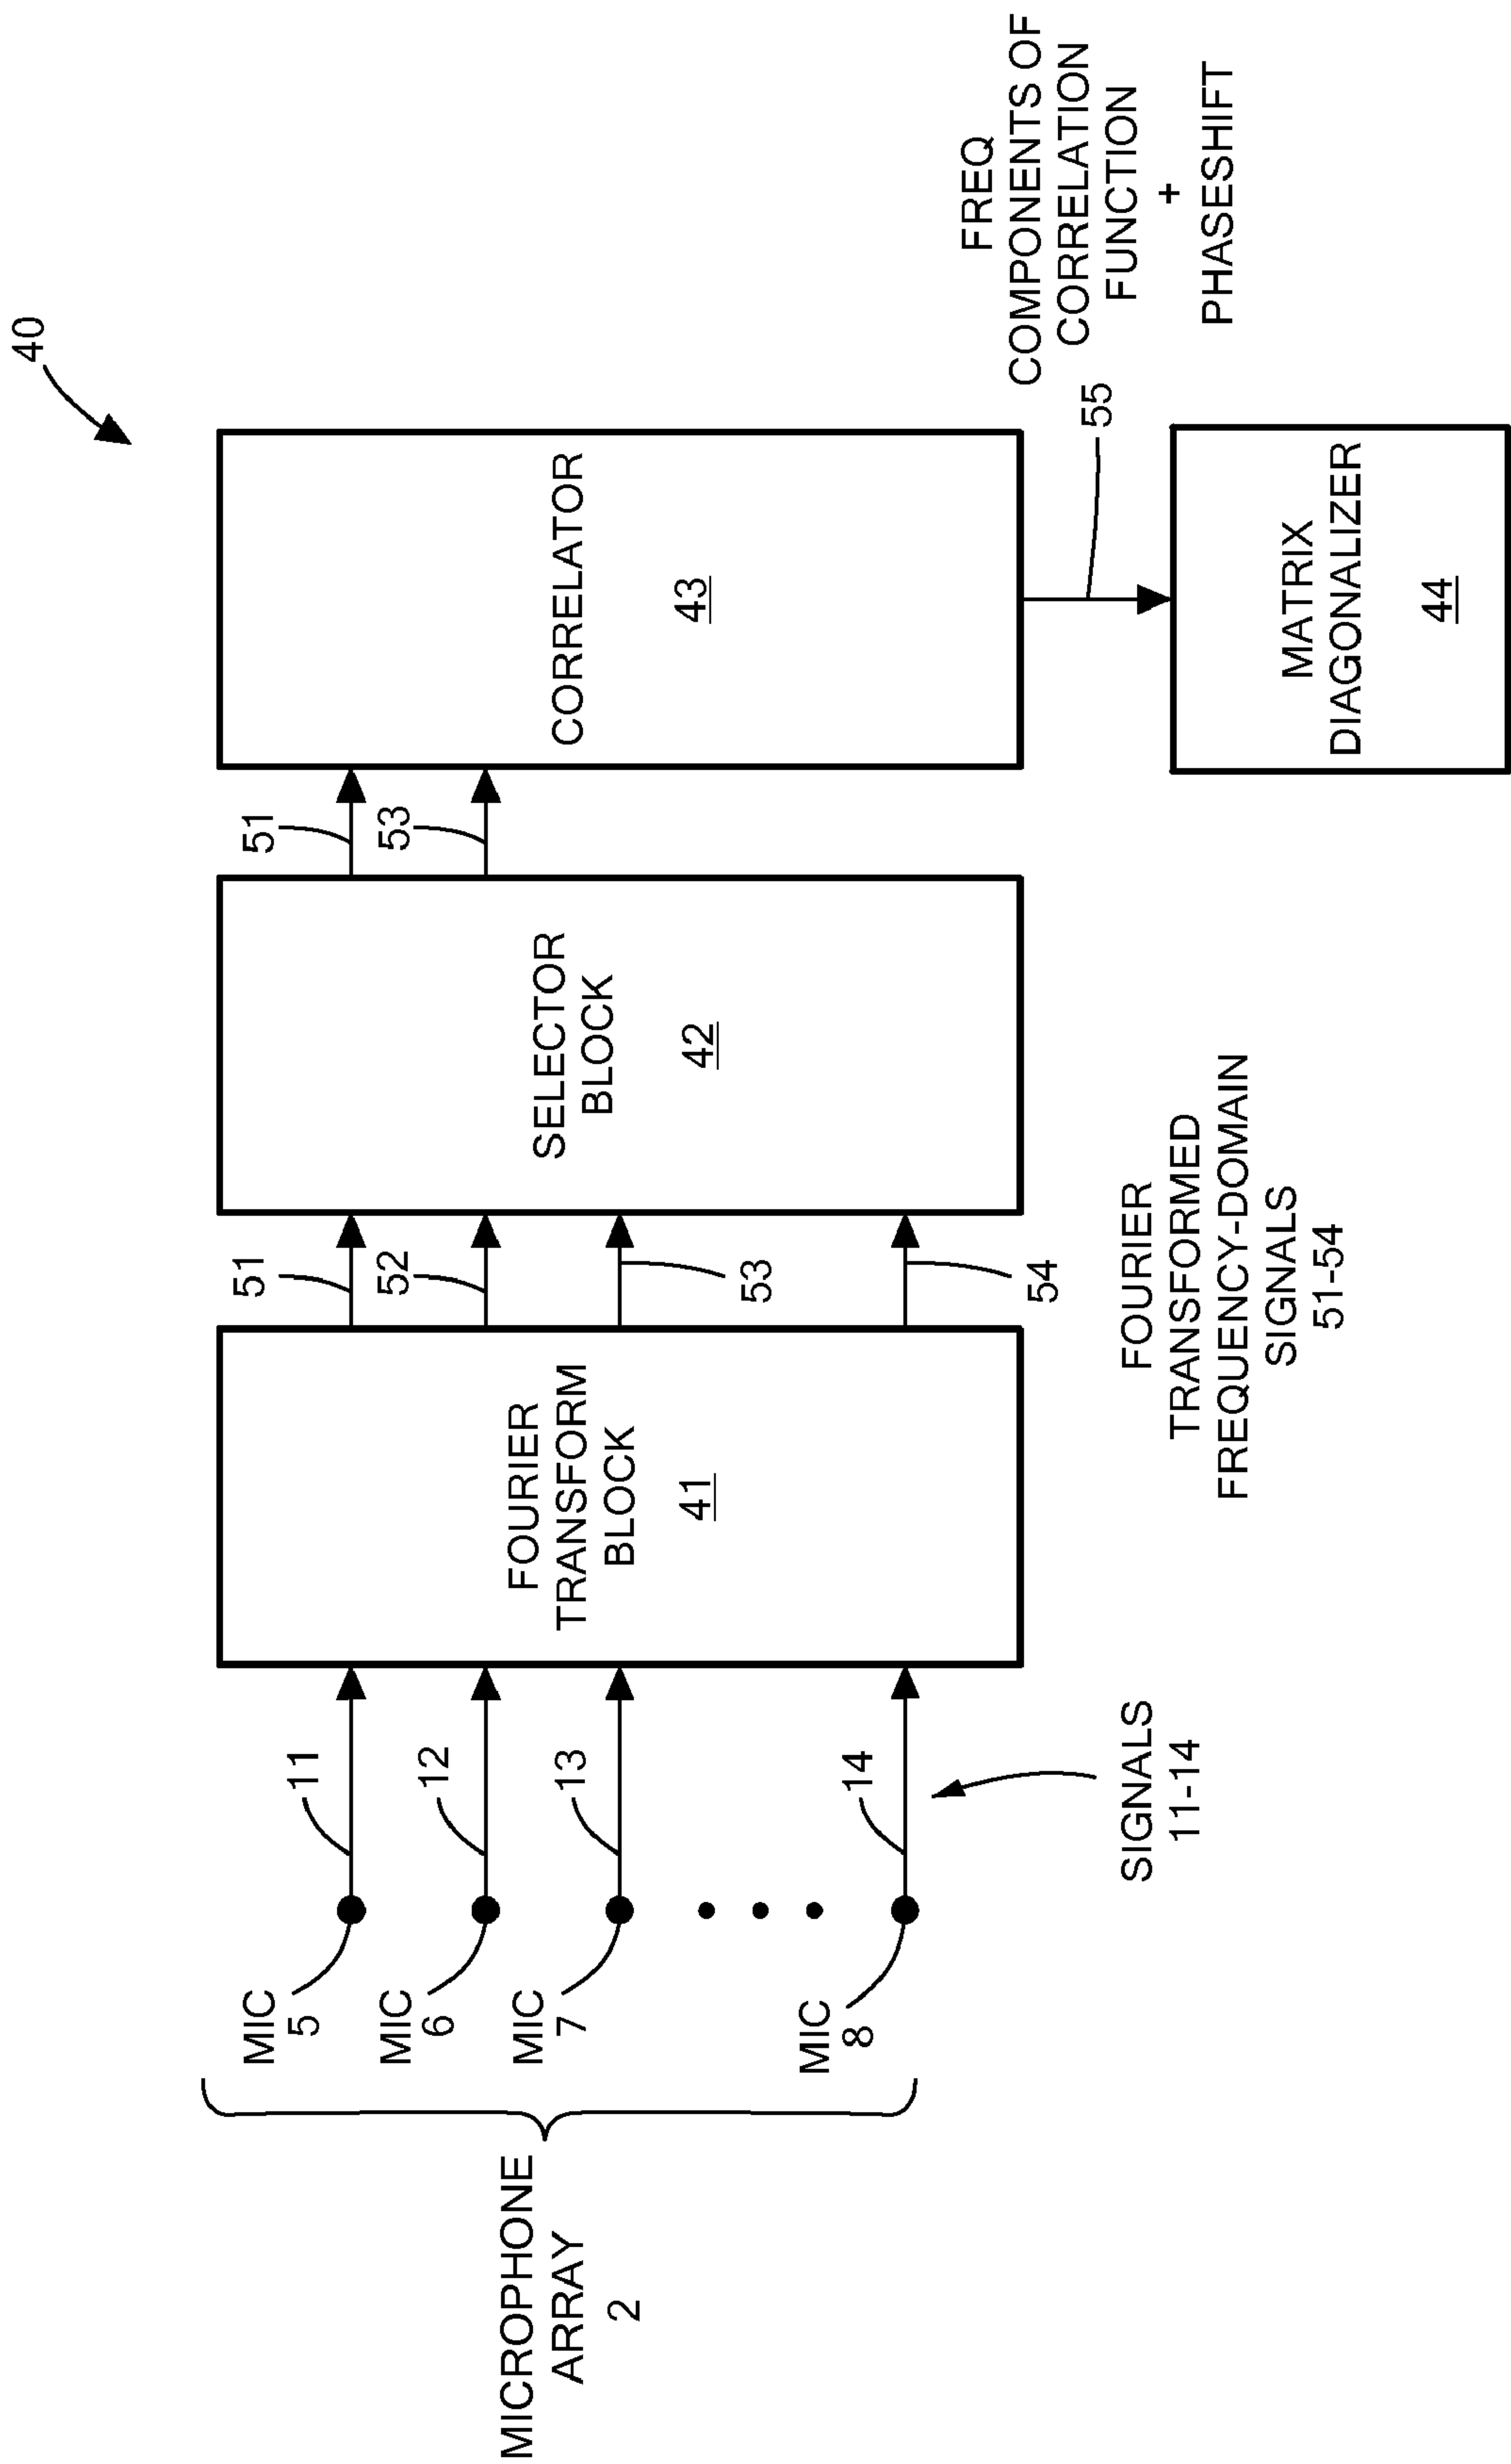 40
MICROPHONE
ARRAY
2
MIC
5
MIC
6
MIC
7
MIC
8
11
12
13
14
SIGNALS
11-14
FOURIER
TRANSFORM
BLOCK
41
51
52
53
54
FOURIER
TRANSFORMED
FREQUENCY-DOMAIN
SIGNALS
51-54
SELECTOR
BLOCK
42
51
53
CORRELATOR
43
55
FREQ
COMPONENTS OF
CORRELATION
FUNCTION
+
PHASESHIFT
MATRIX
DIAGONALIZER
44